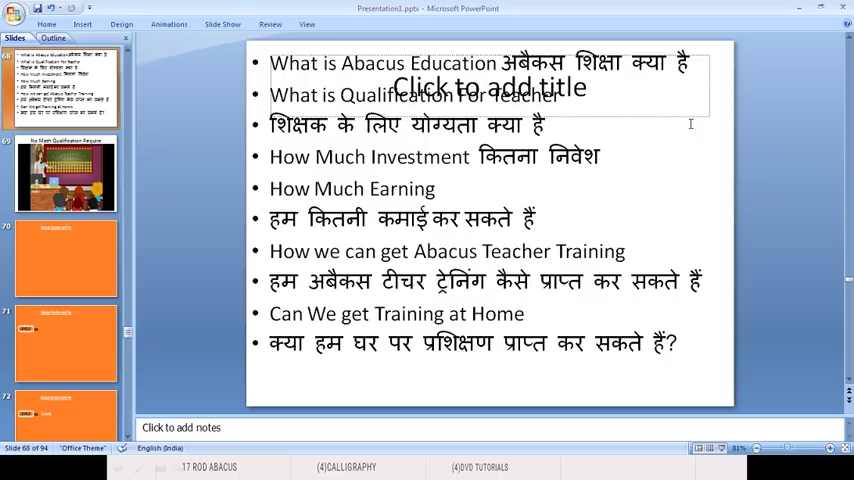 Presentation1.pptx - Microsoft PowerPoint
Home Insert Design Animations Slide Show Review View
Slides Outline
68
69
No Math Qualification Require
70
71
72
What is Abacus Education अबैकस शिक्षा क्या है
Click to add title
What is Qualification For Teacher
शिक्षक के लिए योग्यता क्या है
How Much Investment कितना निवेश
How Much Earning
हम कितनी कमाई कर सकते हैं
How we can get Abacus Teacher Training
हम अबैकस टीचर ट्रेनिंग कैसे प्राप्त कर सकते हैं
Can We get Training at Home
क्या हम घर पर प्रशिक्षण प्राप्त कर सकते हैं?
Click to add notes
Slide 68 of 94 "Office Theme" English (India) 81%
17 ROD ABACUS (4)CALLIGRAPHY (4)DVD TUTORIALS